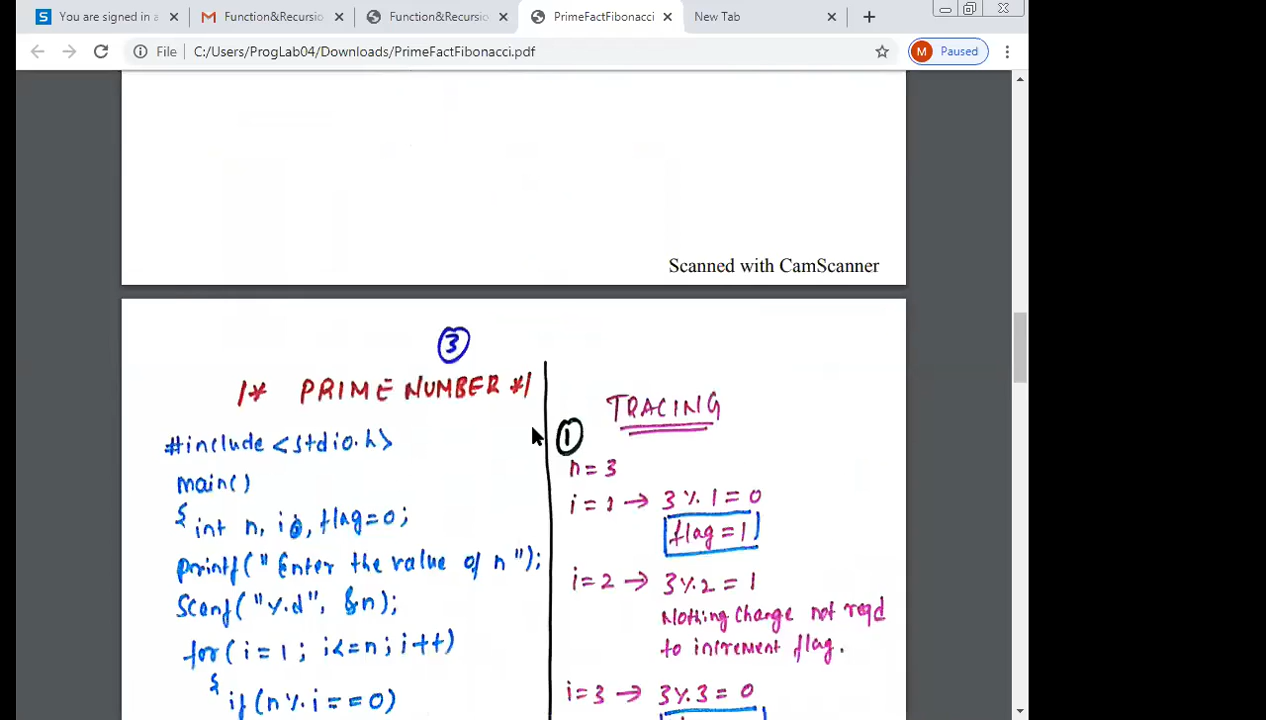 You are signed in a
Function&Recursio
Function&Recursio
PrimeFactFibonacci
New Tab
File
C:/Users/ProgLab04/Downloads/PrimeFactFibonacci.pdf
M Paused
Scanned with CamScanner
3
/* PRIME NUMBER */
#include <stdio.h>
main()
{ int n, i, flag=0;
printf(" Enter the value of n ");
Scanf("%d", &n);
for( i = 1 ; i<=n ; i++)
{
if (n % i == 0)
TRACING
1
n = 3
i = 1 → 3 % 1 = 0
flag = 1
i = 2 → 3 % 2 = 1
Nothing change not reqd
to increment flag.
i = 3 → 3 % 3 = 0